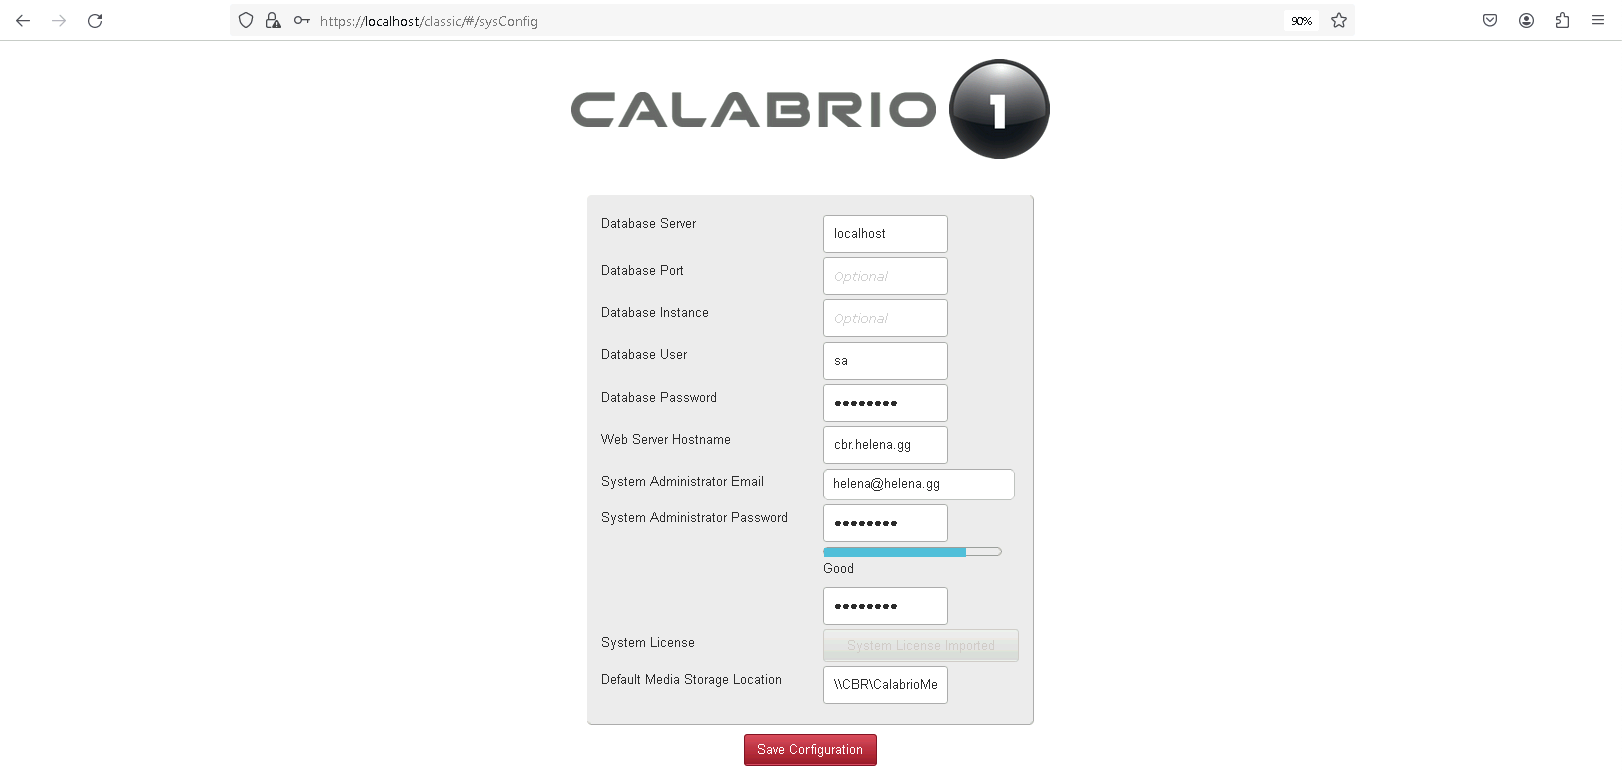 https://localhost/classic/#/sysConfig
90%
CALABRIO 1
Database Server
localhost
Database Port
Optional
Database Instance
Optional
Database User
sa
Database Password
••••••••
Web Server Hostname
cbr.helena.gg
System Administrator Email
helena@helena.gg
System Administrator Password
••••••••
Good
••••••••
System License
System License Imported
Default Media Storage Location
\\CBR\CalabrioMe
Save Configuration